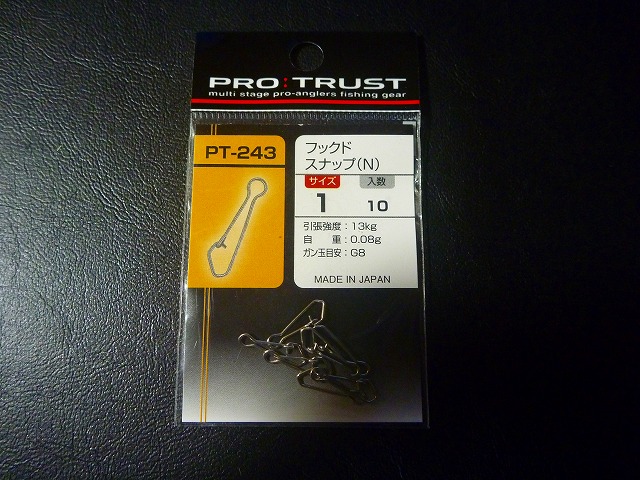 PRO:TRUST
multi stage pro-anglers fishing gear
PT-243
フックド
スナップ(N)
サイズ 入数
1 10
引張強度：13kg
自　重：0.08g
ガン玉目安：G8
MADE IN JAPAN